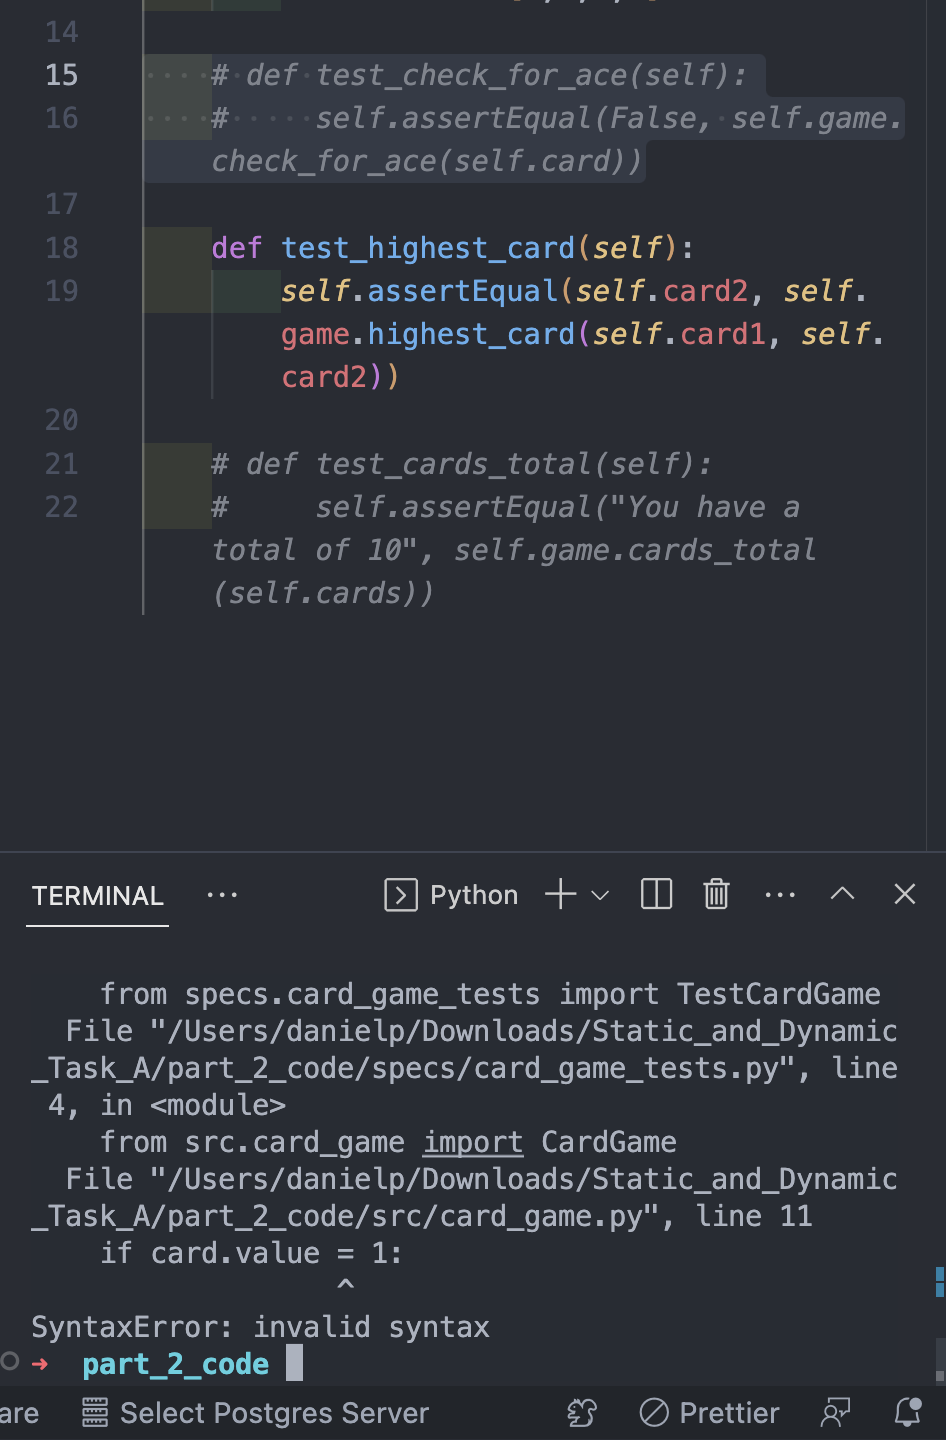 14
15 # def test_check_for_ace(self):
16 #     self.assertEqual(False, self.game.
check_for_ace(self.card))
17
18 def test_highest_card(self):
19 self.assertEqual(self.card2, self.
game.highest_card(self.card1, self.
card2))
20
21 # def test_cards_total(self):
22 #     self.assertEqual("You have a
total of 10", self.game.cards_total
(self.cards))
TERMINAL ... Python
from specs.card_game_tests import TestCardGame
File "/Users/danielp/Downloads/Static_and_Dynamic
_Task_A/part_2_code/specs/card_game_tests.py", line
4, in <module>
from src.card_game import CardGame
File "/Users/danielp/Downloads/Static_and_Dynamic
_Task_A/part_2_code/src/card_game.py", line 11
if card.value = 1:
^
SyntaxError: invalid syntax
➜ part_2_code
are Select Postgres Server Prettier